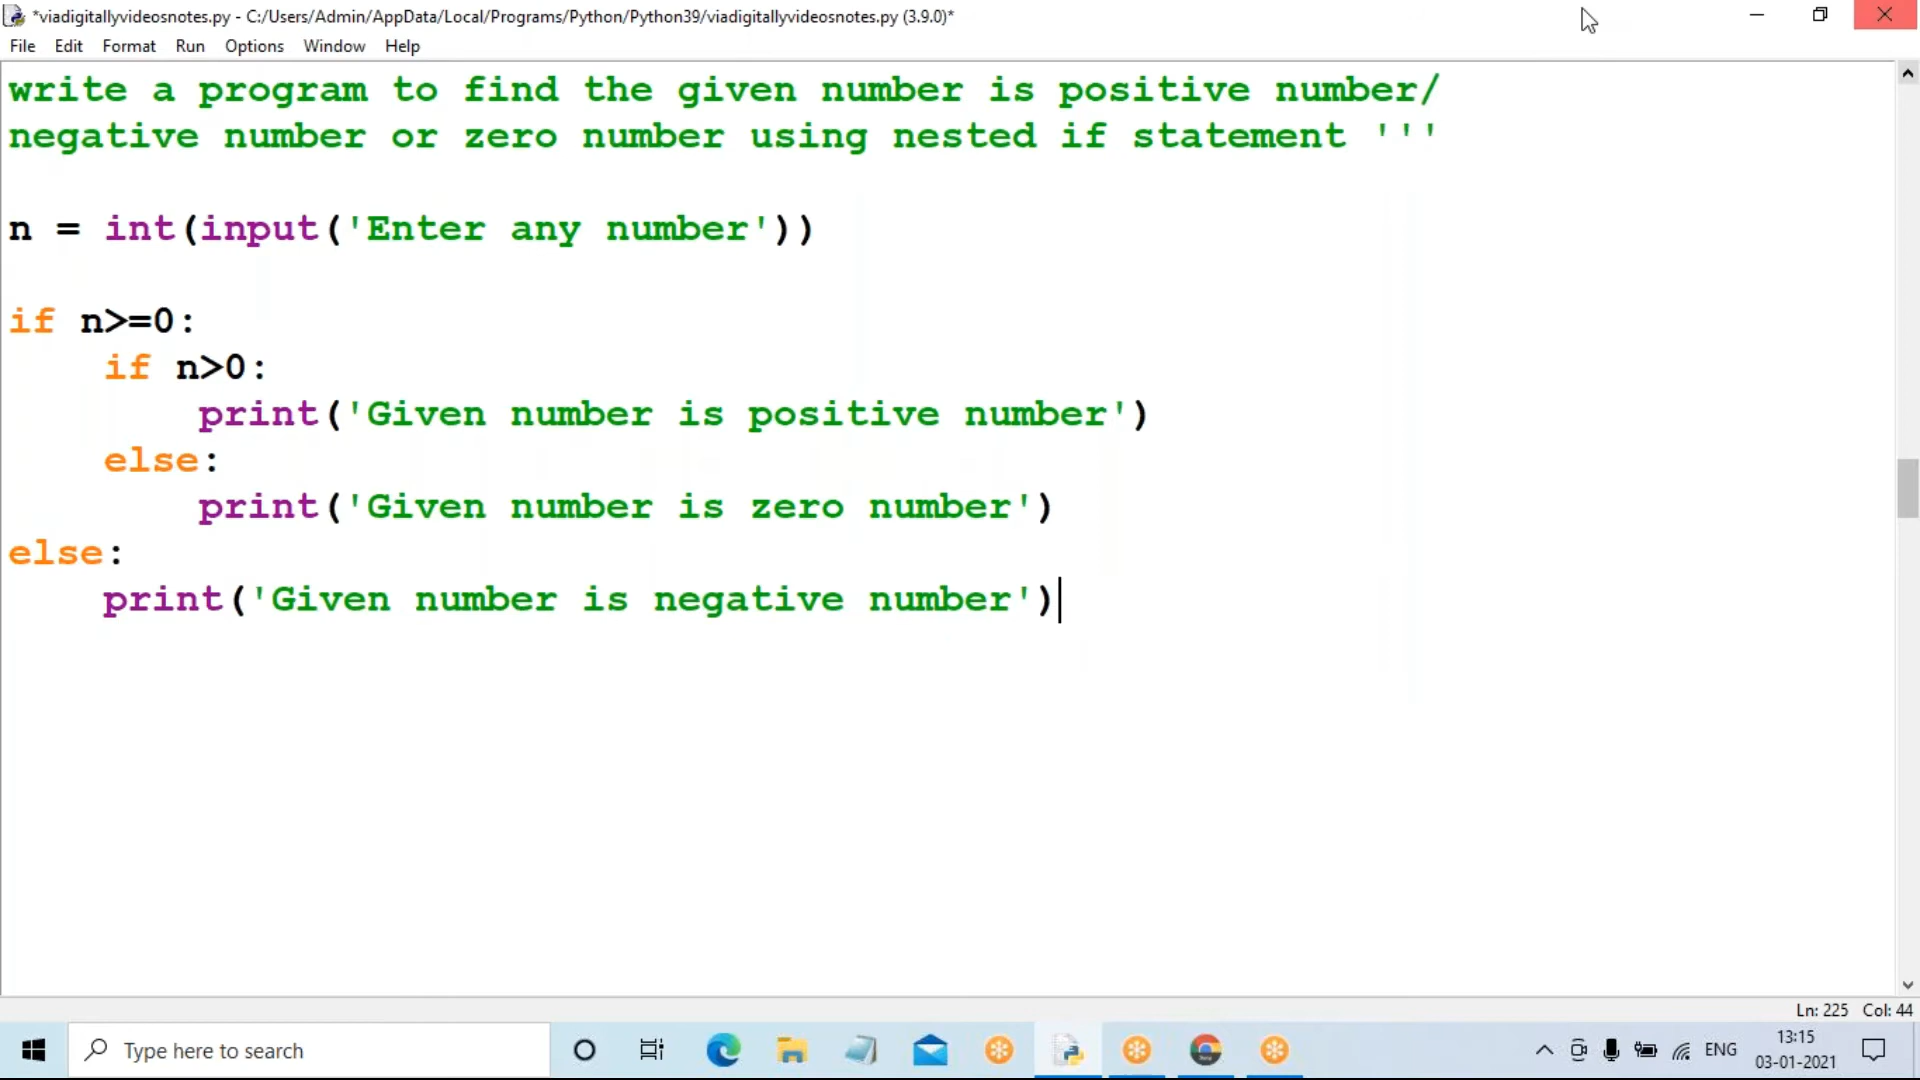 *viadigitallyvideosnotes.py - C:/Users/Admin/AppData/Local/Programs/Python/Python39/viadigitallyvideosnotes.py (3.9.0)*
File Edit Format Run Options Window Help
write a program to find the given number is positive number/
negative number or zero number using nested if statement '''
n = int(input('Enter any number'))
if n>=0:
    if n>0:
        print('Given number is positive number')
    else:
        print('Given number is zero number')
else:
    print('Given number is negative number')
Ln: 225 Col: 44
Type here to search
ENG
13:15
03-01-2021